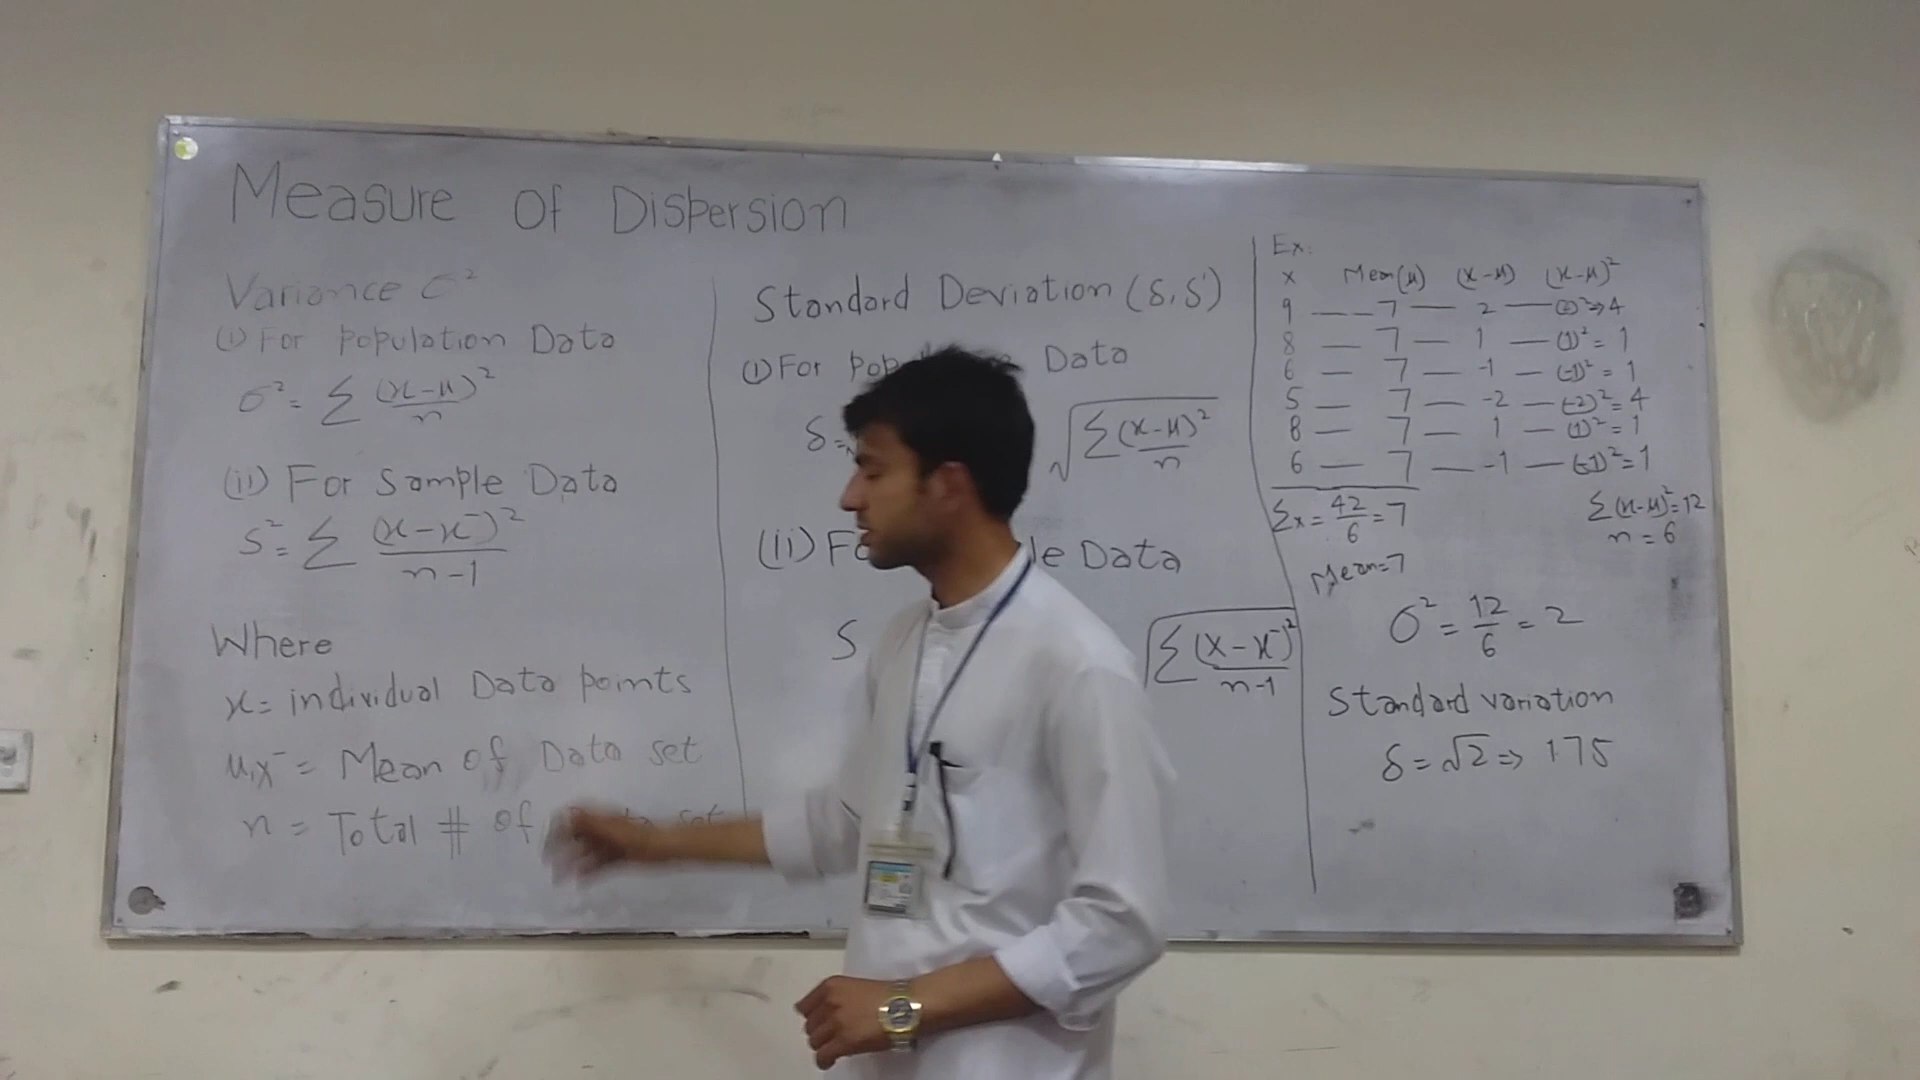 Measure of Dispersion
Variance σ²
(i) For Population Data
σ² = ∑ (x-μ)² / n
(ii) For Sample Data
S² = ∑ (x-x̄)² / n-1
Where
x = individual Data points
μ, x̄ = Mean of Data set
n = Total # of Data set
Standard Deviation (δ, S)
(i) For Data
δ = √ ∑(x-μ)² / n
(ii) Data
S √ ∑(x-x̄)² / n-1
Ex:
x Mean(μ) (x-μ) (x-μ)²
9 — 7 — 2 — (2)² ⇒ 4
8 — 7 — 1 — (1)² = 1
6 — 7 — -1 — (-1)² = 1
5 — 7 — -2 — (-2)² = 4
8 — 7 — 1 — (1)² = 1
6 — 7 — -1 — (-1)² = 1
∑x = 42/6 = 7 ∑(x-μ)² = 12
n = 6
Mean = 7
σ² = 12/6 = 2
Standard variation
δ = √2 ⇒ 1.75